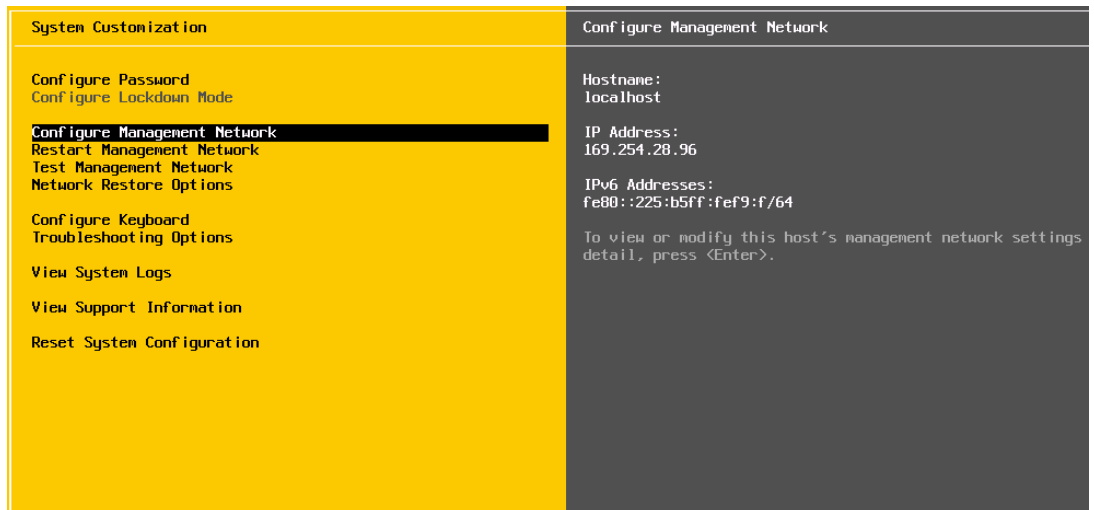 System Customization
Configure Password
Configure Lockdown Mode
Configure Management Network
Restart Management Network
Test Management Network
Network Restore Options
Configure Keyboard
Troubleshooting Options
View System Logs
View Support Information
Reset System Configuration
Configure Management Network
Hostname:
localhost
IP Address:
169.254.28.96
IPv6 Addresses:
fe80::225:b5ff:fef9:f/64
To view or modify this host's management network settings
detail, press <Enter>.